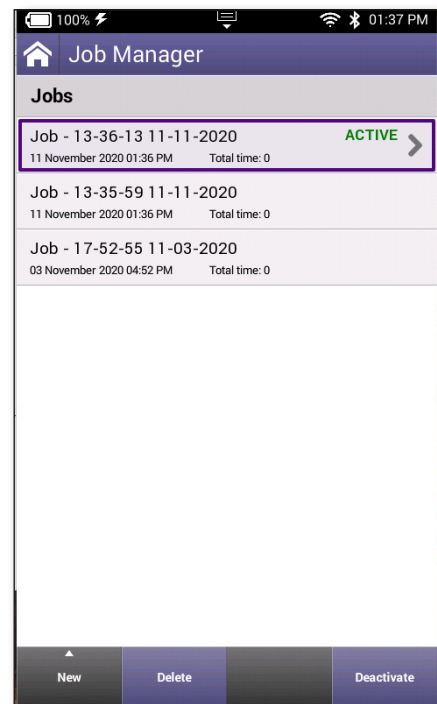 100% 01:37 PM
Job Manager
Jobs
Job - 13-36-13 11-11-2020 ACTIVE
11 November 2020 01:36 PM Total time: 0
Job - 13-35-59 11-11-2020
11 November 2020 01:36 PM Total time: 0
Job - 17-52-55 11-03-2020
03 November 2020 04:52 PM Total time: 0
New Delete Deactivate